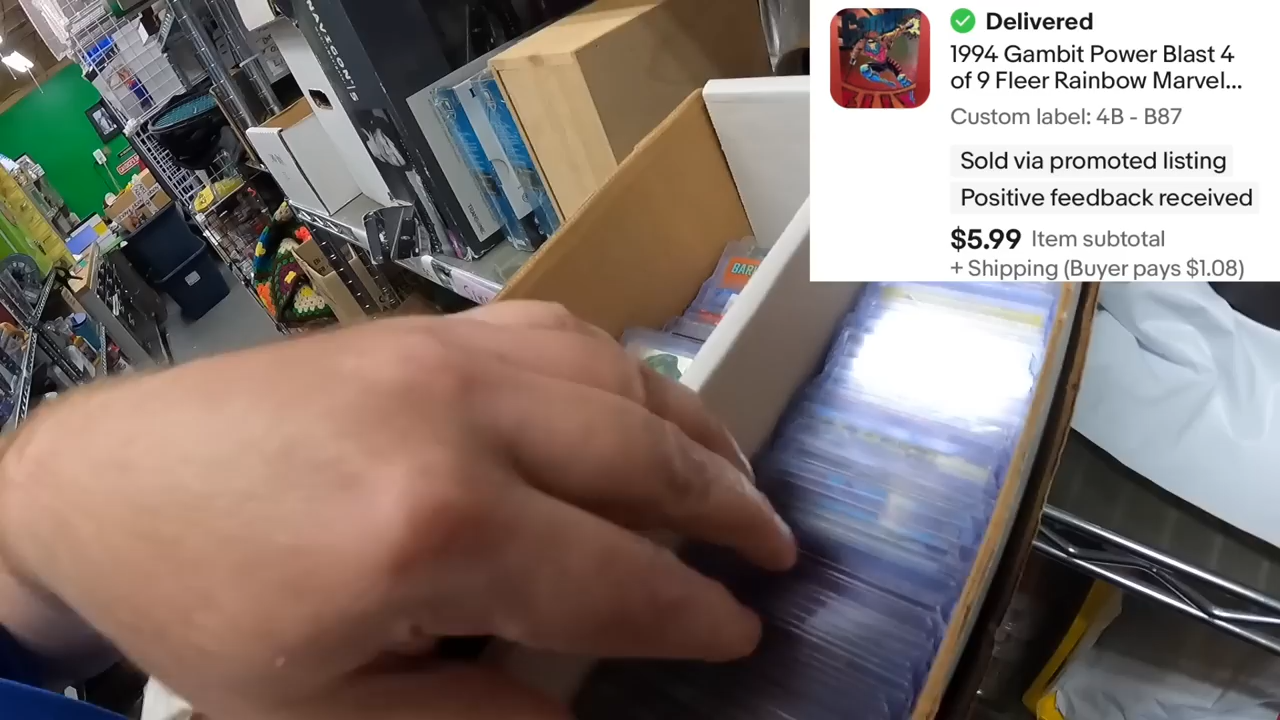 Delivered
1994 Gambit Power Blast 4
of 9 Fleer Rainbow Marvel...
Custom label: 4B - B87
Sold via promoted listing
Positive feedback received
$5.99 Item subtotal
+ Shipping (Buyer pays $1.08)